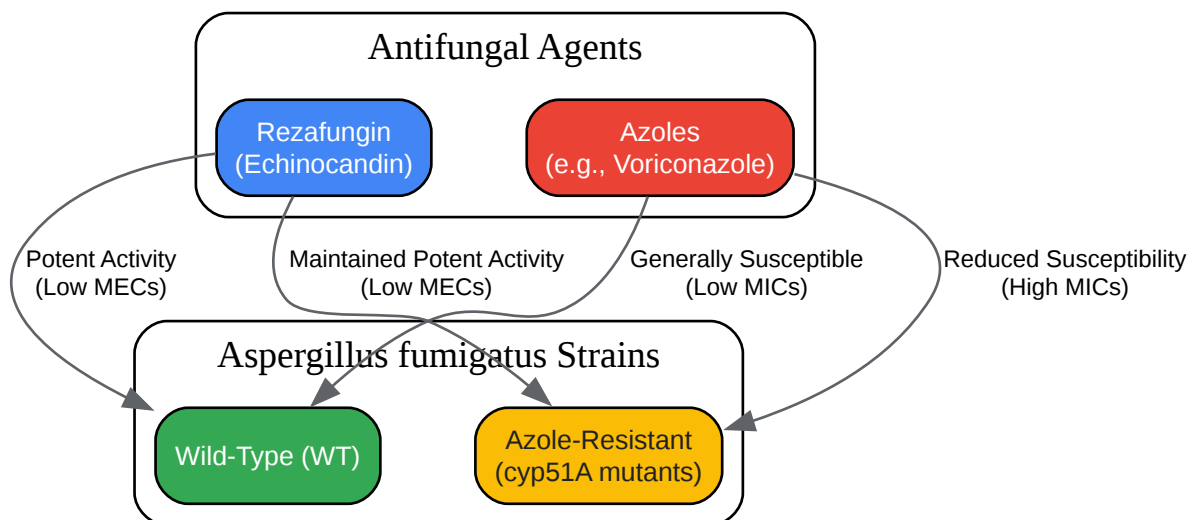 Antifungal Agents
Rezafungin
(Echinocandin)
Azoles
(e.g., Voriconazole)
Potent Activity
(Low MECs)
Maintained Potent Activity
(Low MECs)
Generally Susceptible
(Low MICs)
Reduced Susceptibility
(High MICs)
Aspergillus fumigatus Strains
Wild-Type (WT)
Azole-Resistant
(cyp51A mutants)